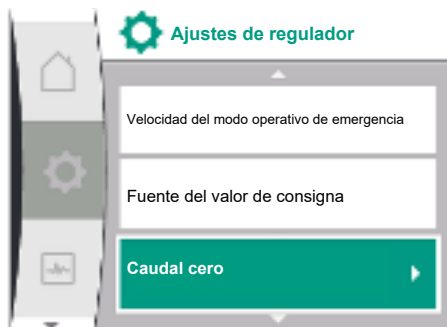 Ajustes de regulador
Velocidad del modo operativo de emergencia
Fuente del valor de consigna
Caudal cero